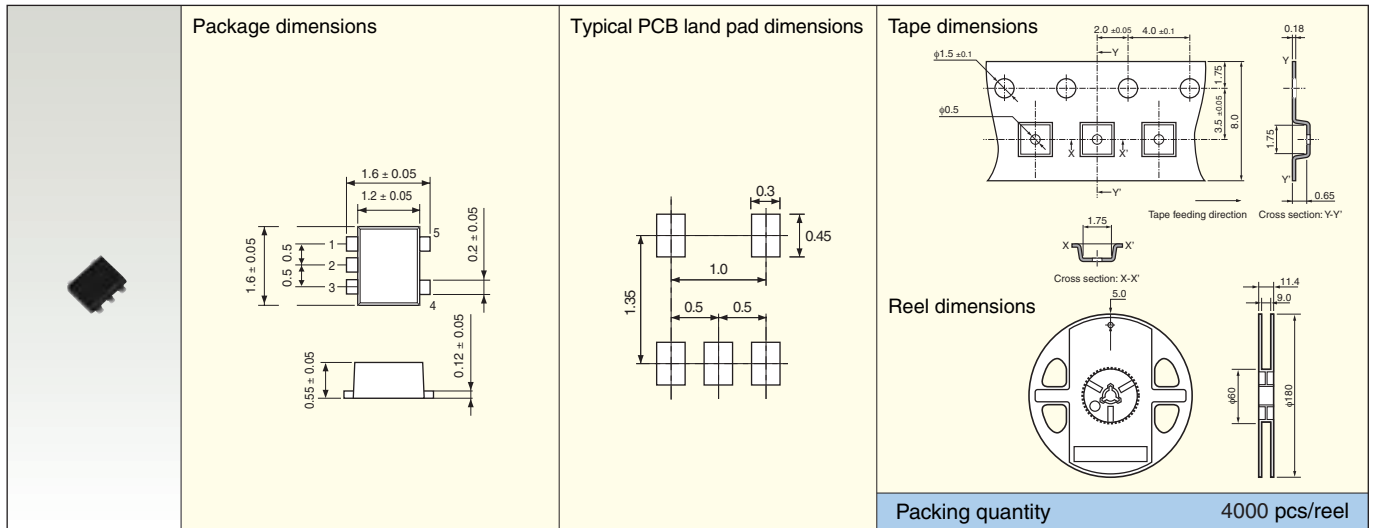 Package dimensions
1.6 ± 0.05
1.2 ± 0.05
1.6 ± 0.05
0.5
0.5
1
2
3
5
4
0.2 ± 0.05
0.55 ± 0.05
0.12 ± 0.05
Typical PCB land pad dimensions
0.3
0.45
1.0
1.35
0.5
0.5
Tape dimensions
2.0 ±0.05
4.0 ±0.1
φ1.5 ±0.1
Y
φ0.5
1.75
3.5 ±0.05
8.0
X
X'
Y'
Tape feeding direction
0.18
Y
1.75
Y'
0.65
Cross section: Y-Y'
1.75
X
X'
Cross section: X-X'
Reel dimensions
5.0
11.4
9.0
φ60
φ180
Packing quantity 4000 pcs/reel